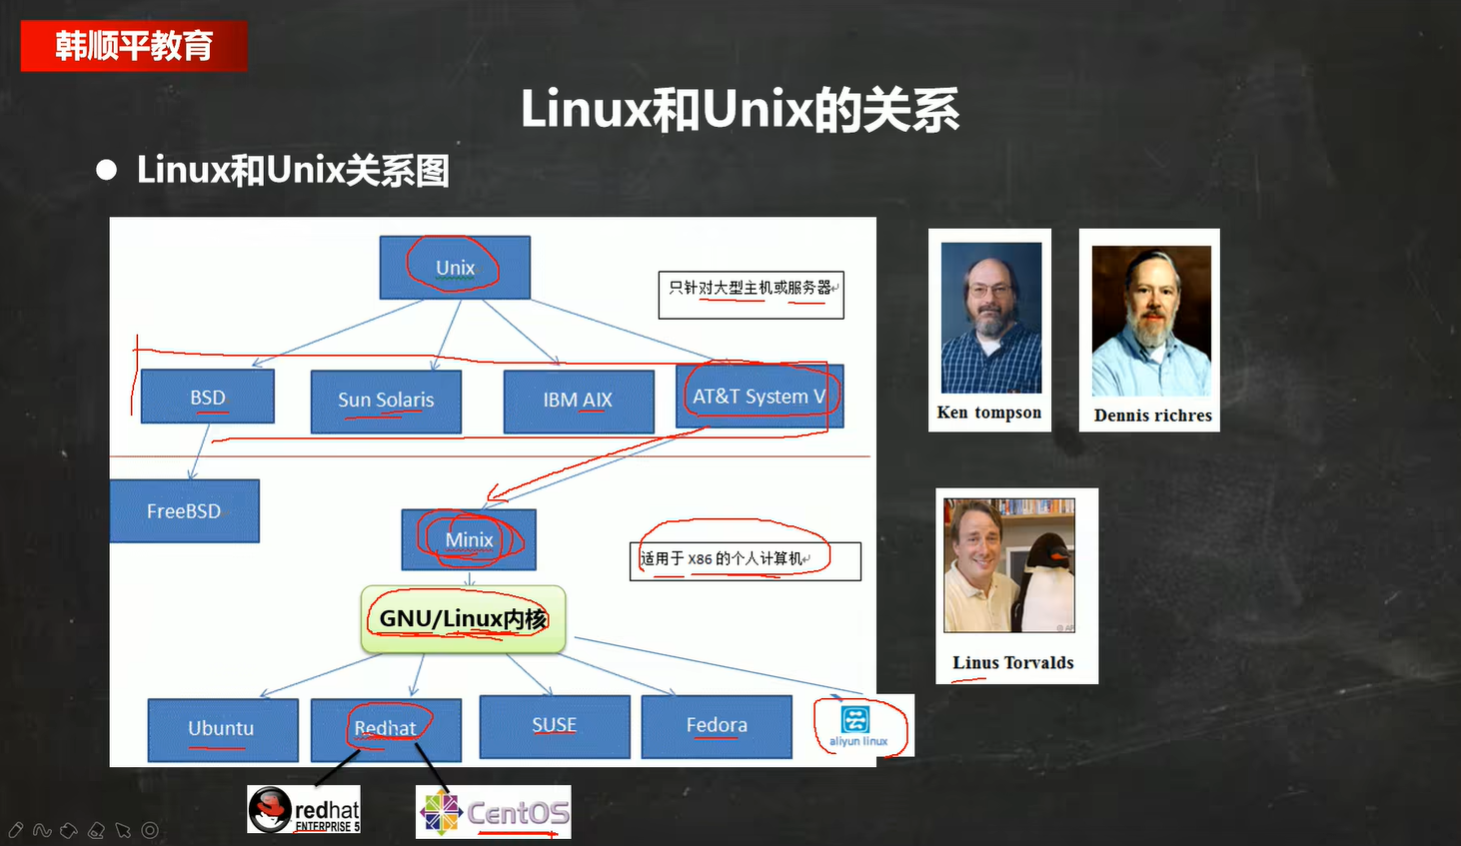 韩顺平教育
Linux和Unix的关系
● Linux和Unix关系图
Unix
只针对大型主机或服务器
BSD
Sun Solaris
IBM AIX
AT&T System V
FreeBSD
Minix
适用于 X86 的个人计算机
GNU/Linux内核
Ubuntu
Redhat
SUSE
Fedora
aliyun linux
redhat
ENTERPRISE 5
CentOS
Ken tompson
Dennis richres
© AP
Linus Torvalds